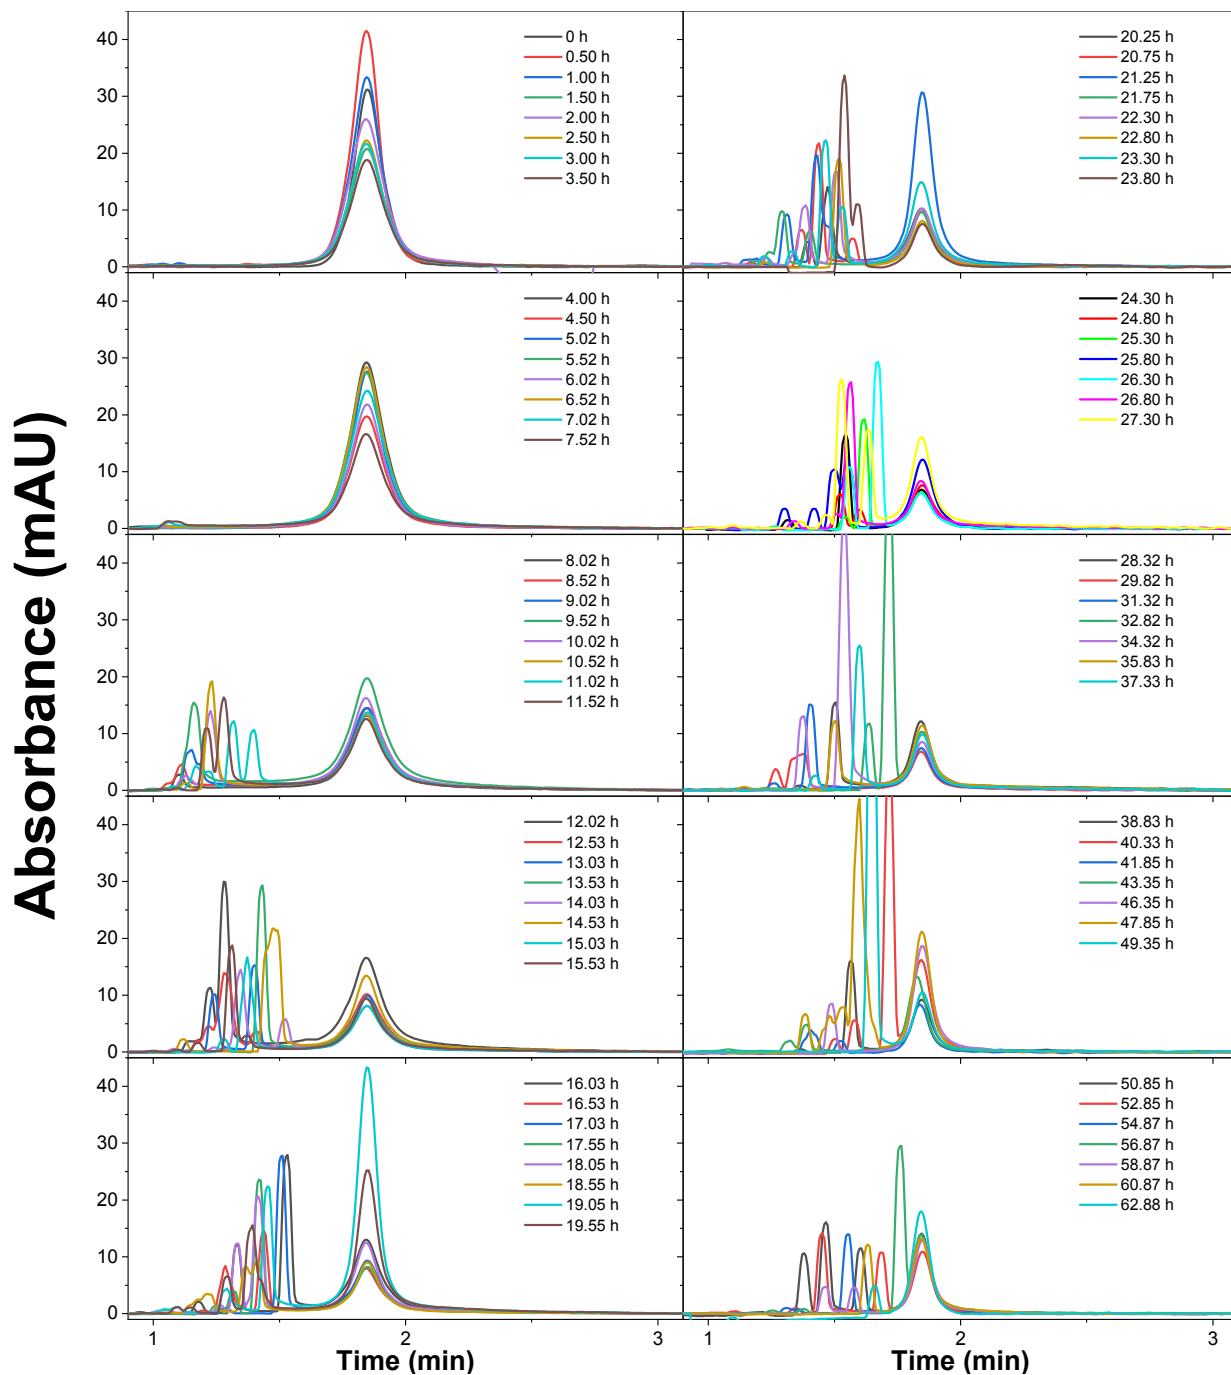 Absorbance (mAU)
40
30
20
10
0
0 h
0.50 h
1.00 h
1.50 h
2.00 h
2.50 h
3.00 h
3.50 h
40
30
20
10
0
4.00 h
4.50 h
5.02 h
5.52 h
6.02 h
6.52 h
7.02 h
7.52 h
40
30
20
10
0
8.02 h
8.52 h
9.02 h
9.52 h
10.02 h
10.52 h
11.02 h
11.52 h
40
30
20
10
0
12.02 h
12.53 h
13.03 h
13.53 h
14.03 h
14.53 h
15.03 h
15.53 h
40
30
20
10
0
16.03 h
16.53 h
17.03 h
17.55 h
18.05 h
18.55 h
19.05 h
19.55 h
1
2
3
Time (min)
20.25 h
20.75 h
21.25 h
21.75 h
22.30 h
22.80 h
23.30 h
23.80 h
24.30 h
24.80 h
25.30 h
25.80 h
26.30 h
26.80 h
27.30 h
28.32 h
29.82 h
31.32 h
32.82 h
34.32 h
35.83 h
37.33 h
38.83 h
40.33 h
41.85 h
43.35 h
46.35 h
47.85 h
49.35 h
50.85 h
52.85 h
54.87 h
56.87 h
58.87 h
60.87 h
62.88 h
1
2
3
Time (min)